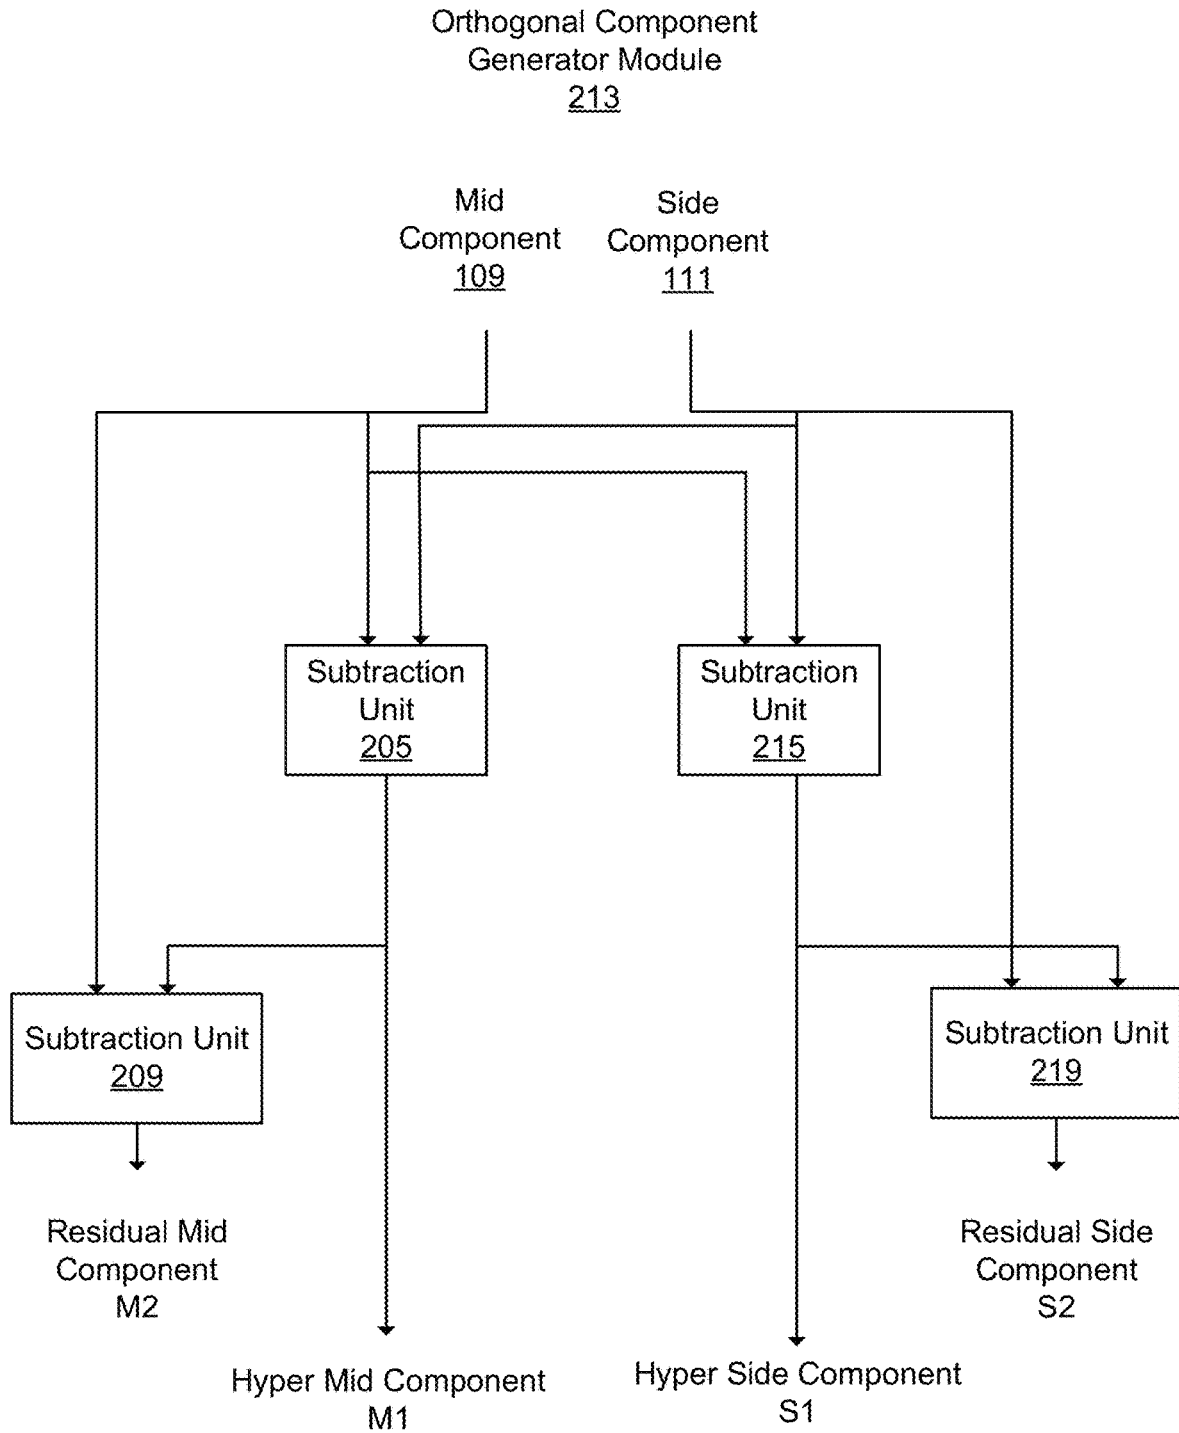 Orthogonal Component
Generator Module
213
Mid
Component
109
Side
Component
111
Subtraction
Unit
205
Subtraction
Unit
215
Subtraction Unit
209
Subtraction Unit
219
Residual Mid
Component
M2
Residual Side
Component
S2
Hyper Mid Component
M1
Hyper Side Component
S1